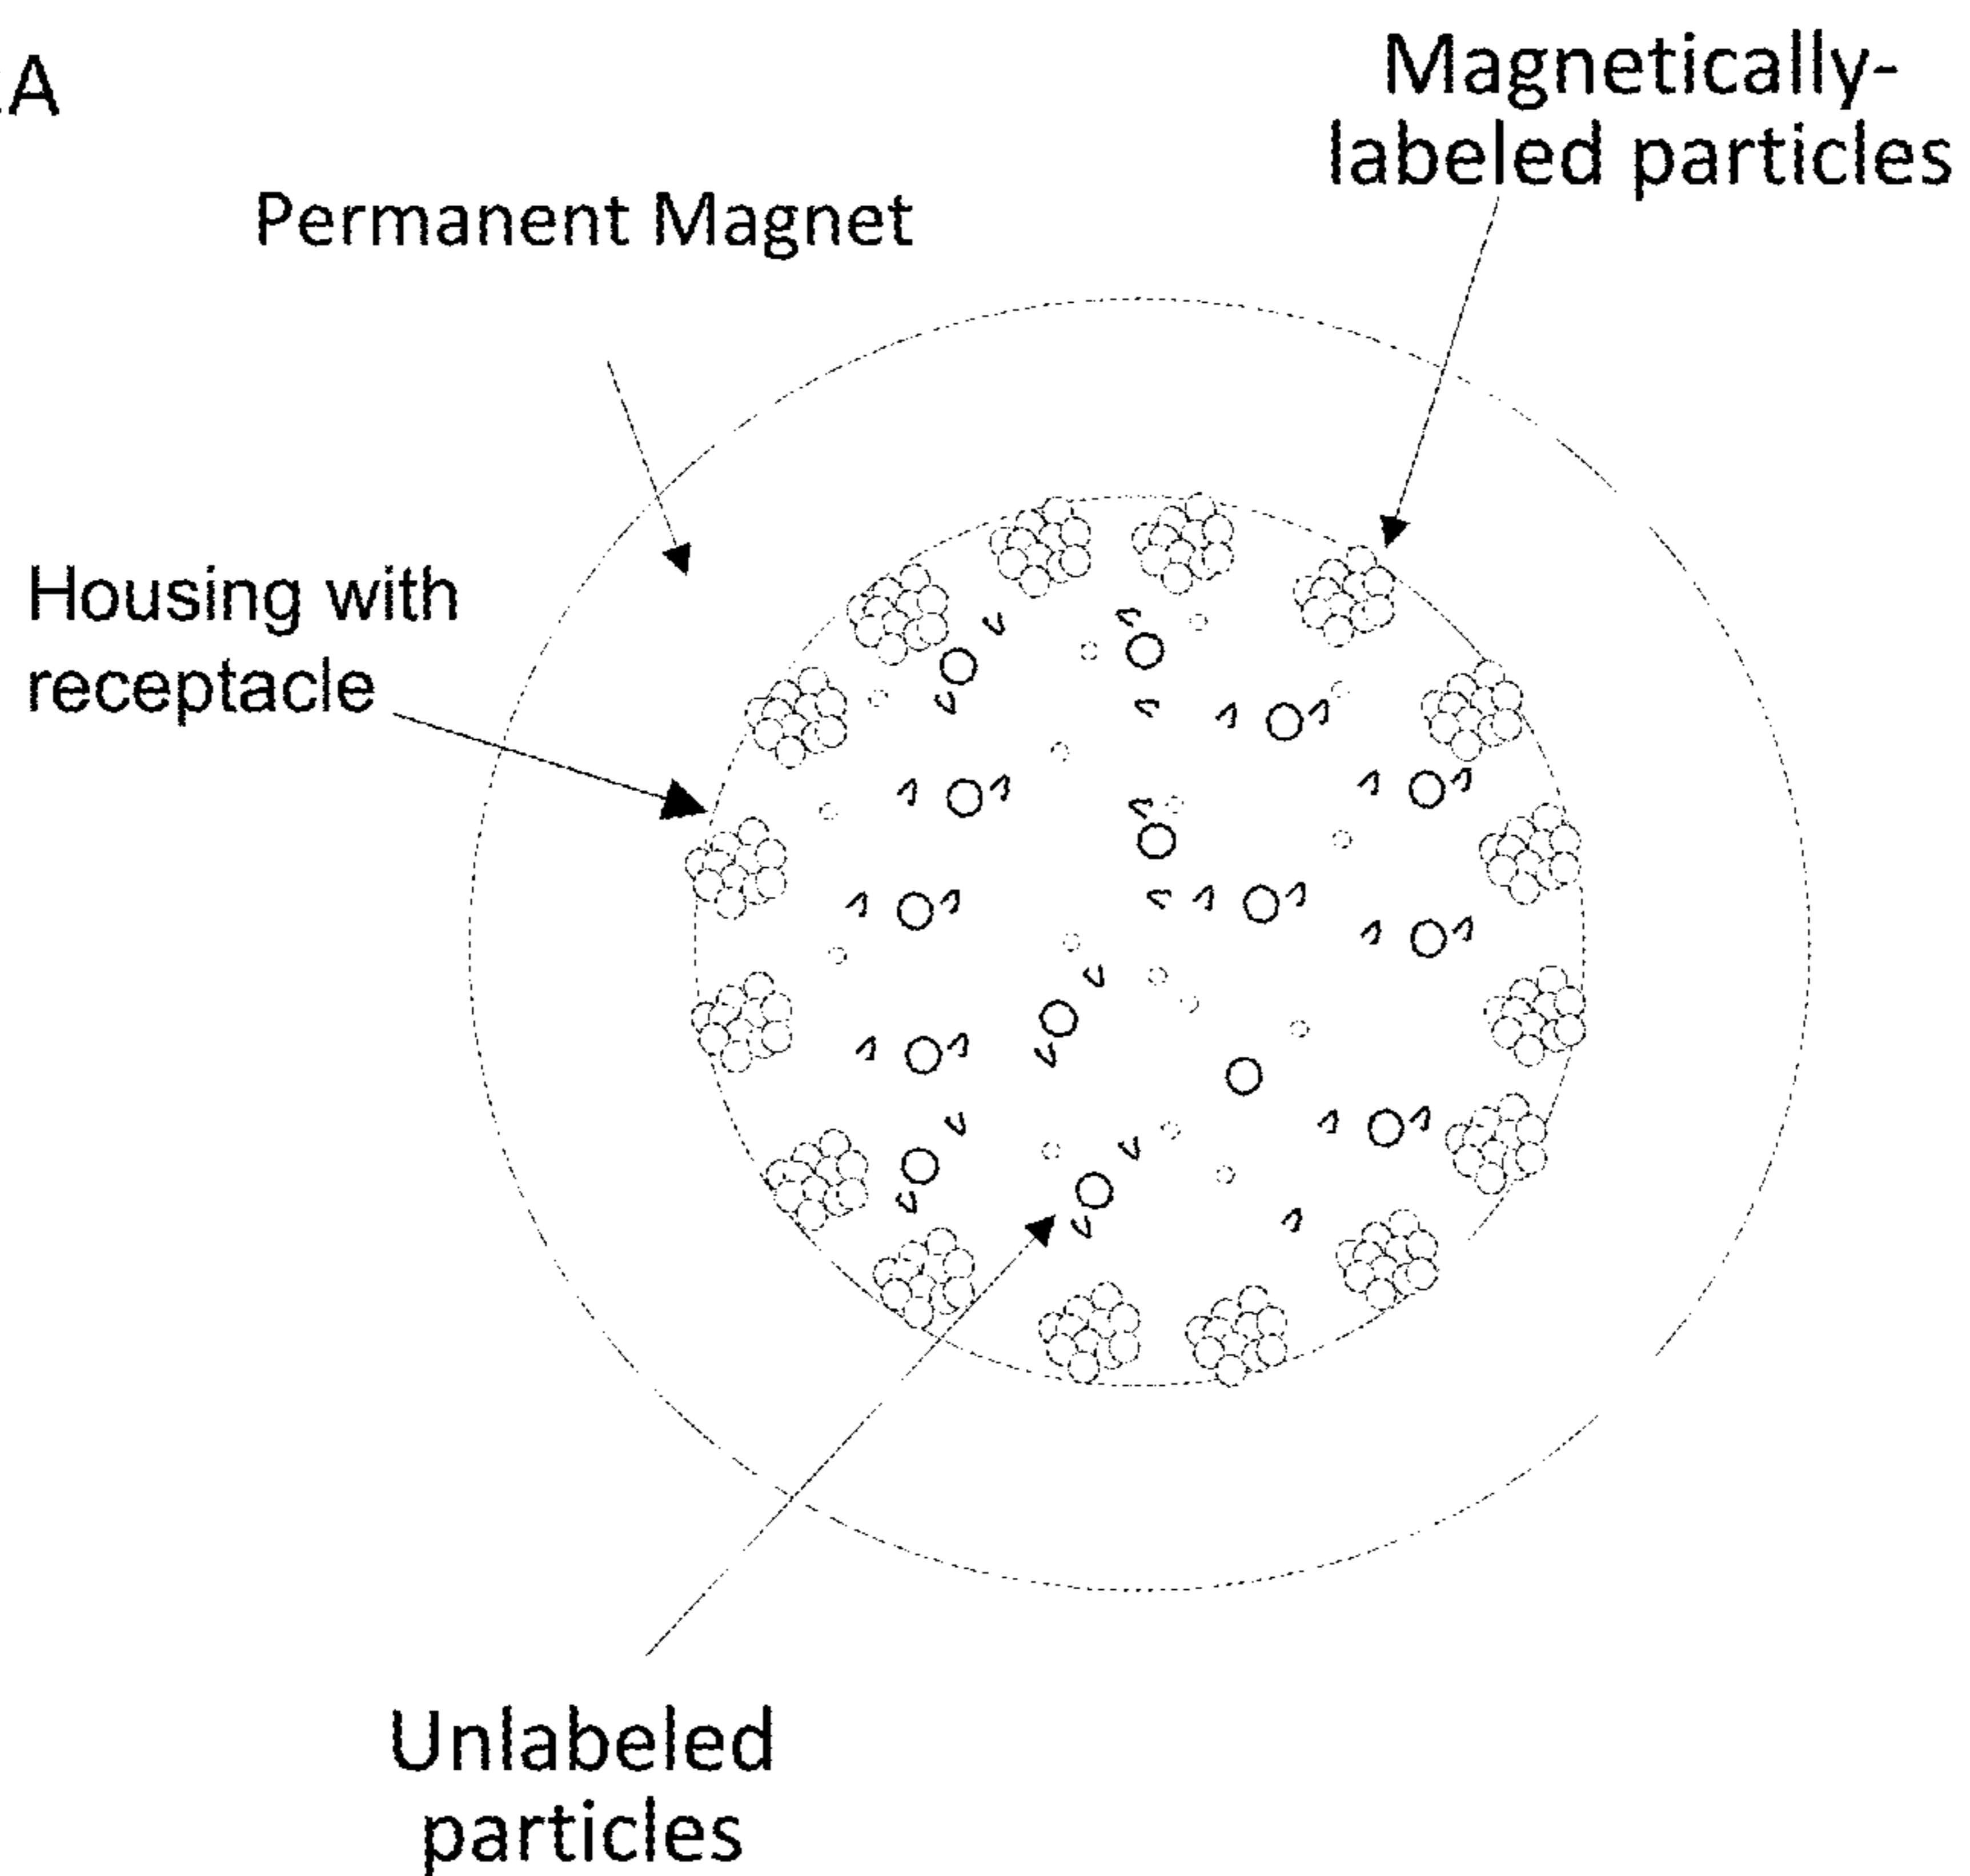 A
Magnetically-
labeled particles
Permanent Magnet
Housing with
receptacle
Unlabeled
particles